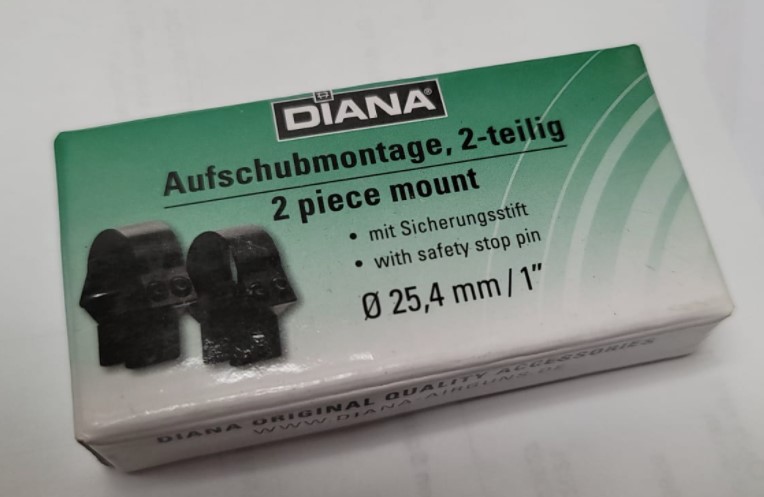 DIANA®
Aufschubmontage, 2-teilig
2 piece mount
• mit Sicherungsstift
• with safety stop pin
Ø 25,4 mm / 1"
DIANA ORIGINAL QUALITY ACCESSORIES
WWW.DIANA-AIRGUNS.DE